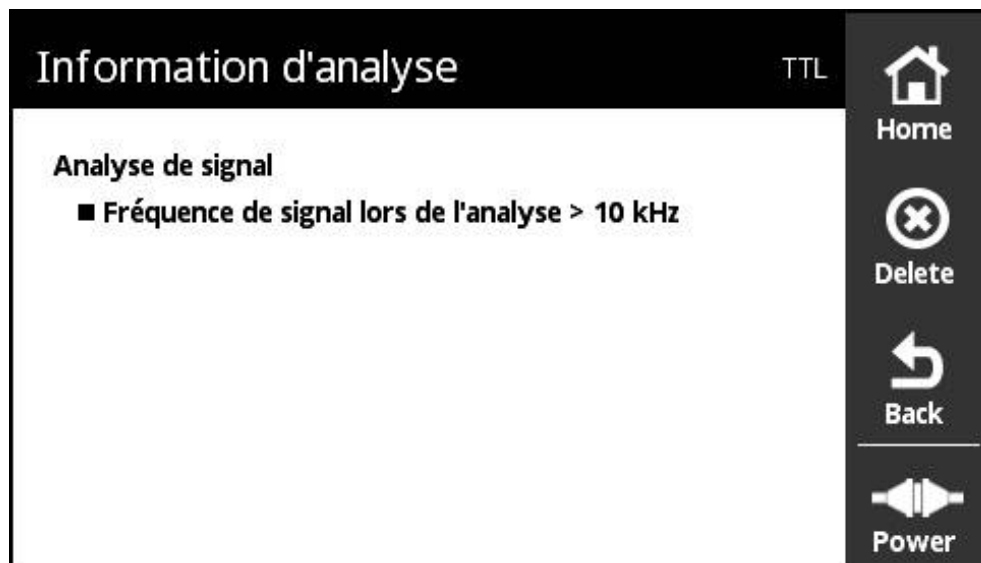 Information d'analyse
TTL
Home
Analyse de signal
■ Fréquence de signal lors de l'analyse > 10 kHz
Delete
Back
Power